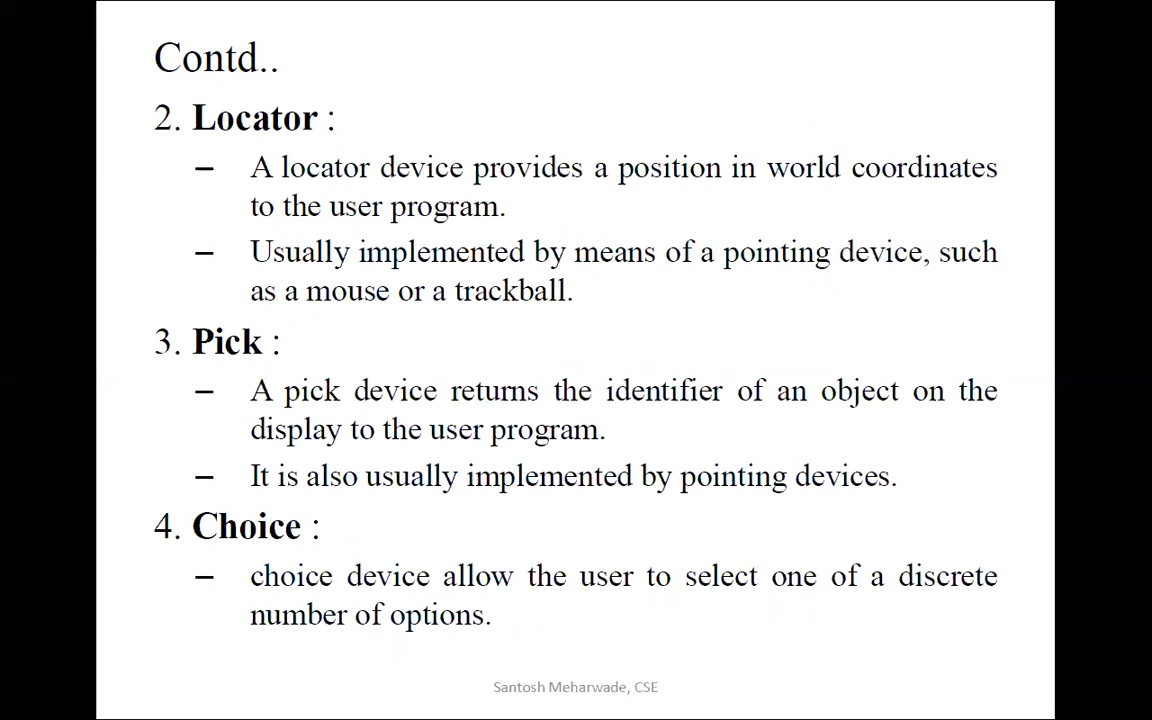 Contd..
2. Locator :
– A locator device provides a position in world coordinates
to the user program.
– Usually implemented by means of a pointing device, such
as a mouse or a trackball.
3. Pick :
– A pick device returns the identifier of an object on the
display to the user program.
– It is also usually implemented by pointing devices.
4. Choice :
– choice device allow the user to select one of a discrete
number of options.
Santosh Meharwade, CSE